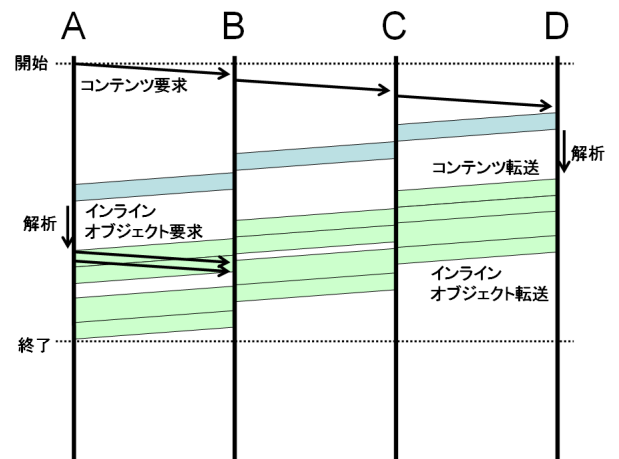 A B C D
開始
コンテンツ要求
解析
コンテンツ転送
インライン
オブジェクト要求
解析
インライン
オブジェクト転送
終了